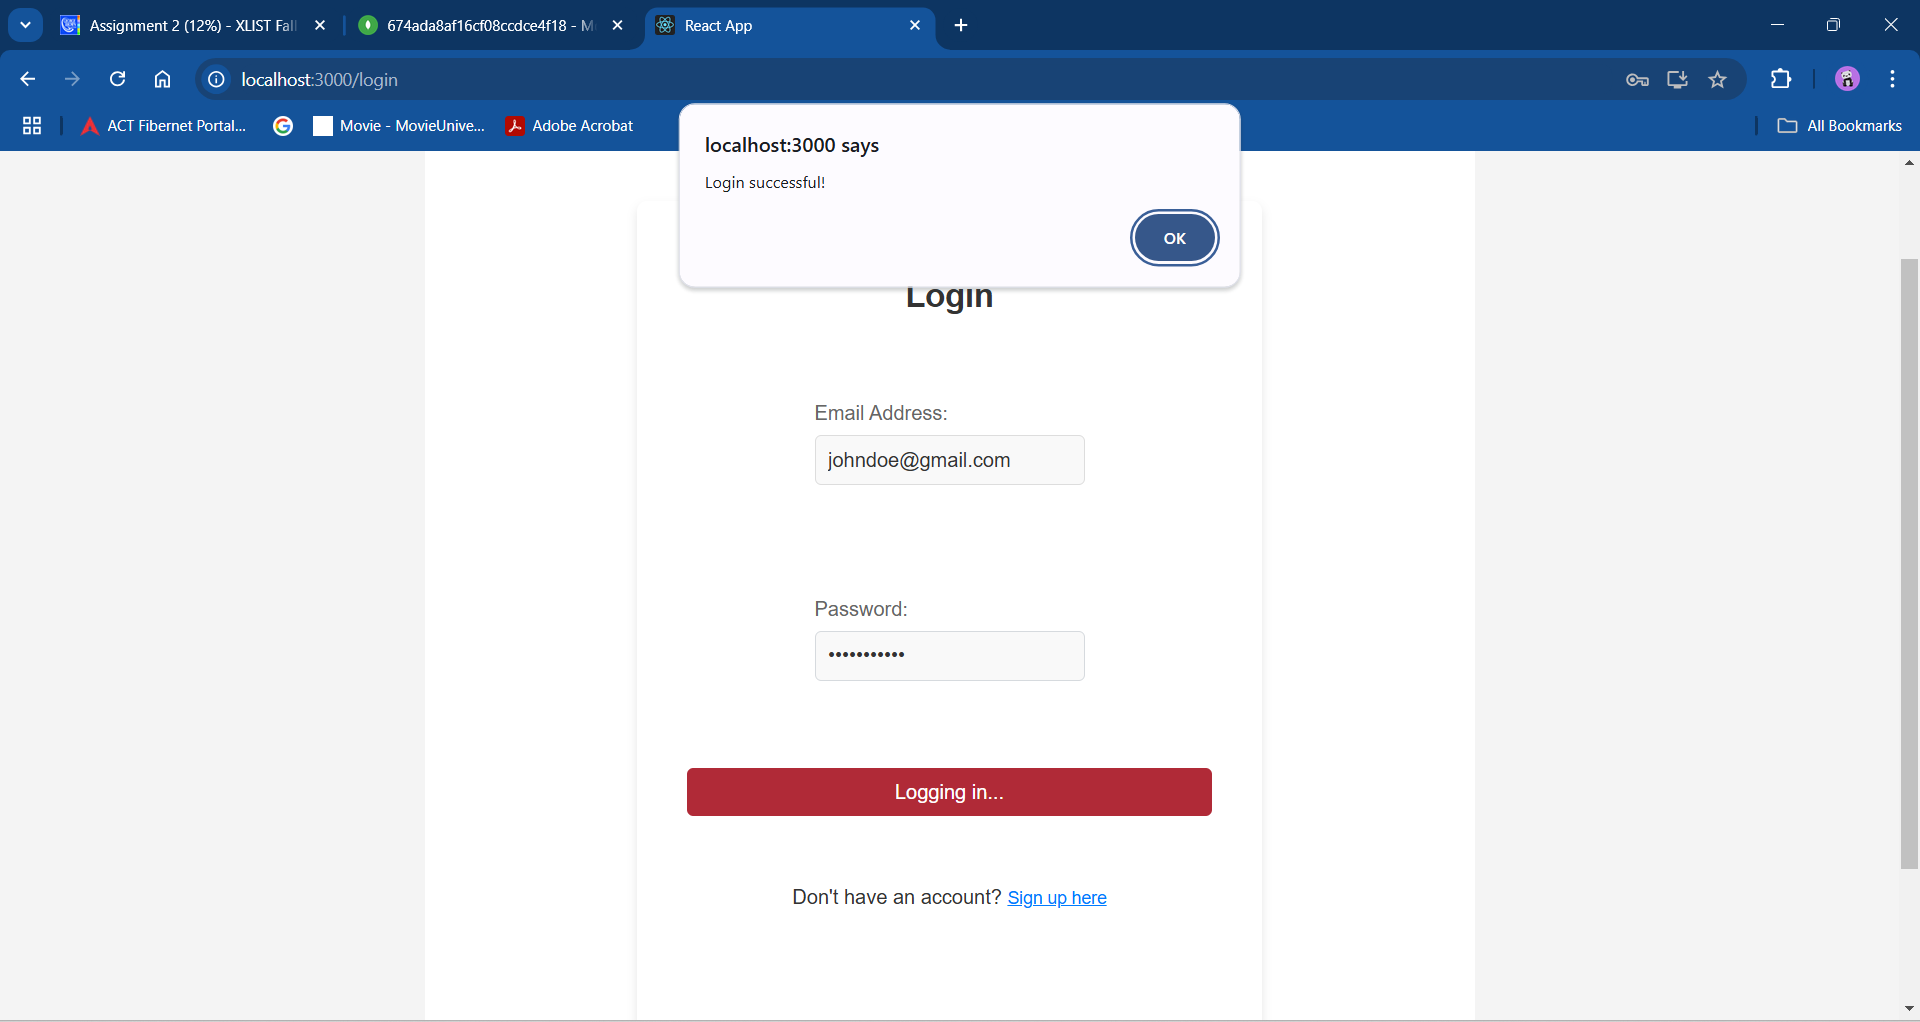 Assignment 2 (12%) - XLIST Fall
674ada8af16cf08ccdce4f18 - M
React App
localhost:3000/login
ACT Fibernet Portal...
Movie - MovieUnive...
Adobe Acrobat
All Bookmarks
localhost:3000 says
Login successful!
OK
Login
Email Address:
johndoe@gmail.com
Password:
•••••••••••
Logging in...
Don't have an account? Sign up here